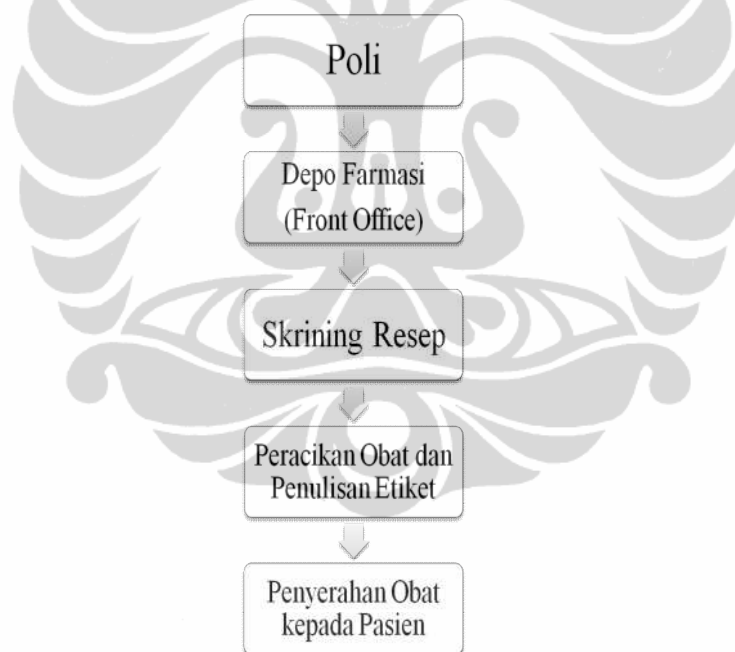 Poli
Depo Farmasi
(Front Office)
Skrining Resep
Peracikan Obat dan
Penulisan Etiket
Penyerahan Obat
kepada Pasien